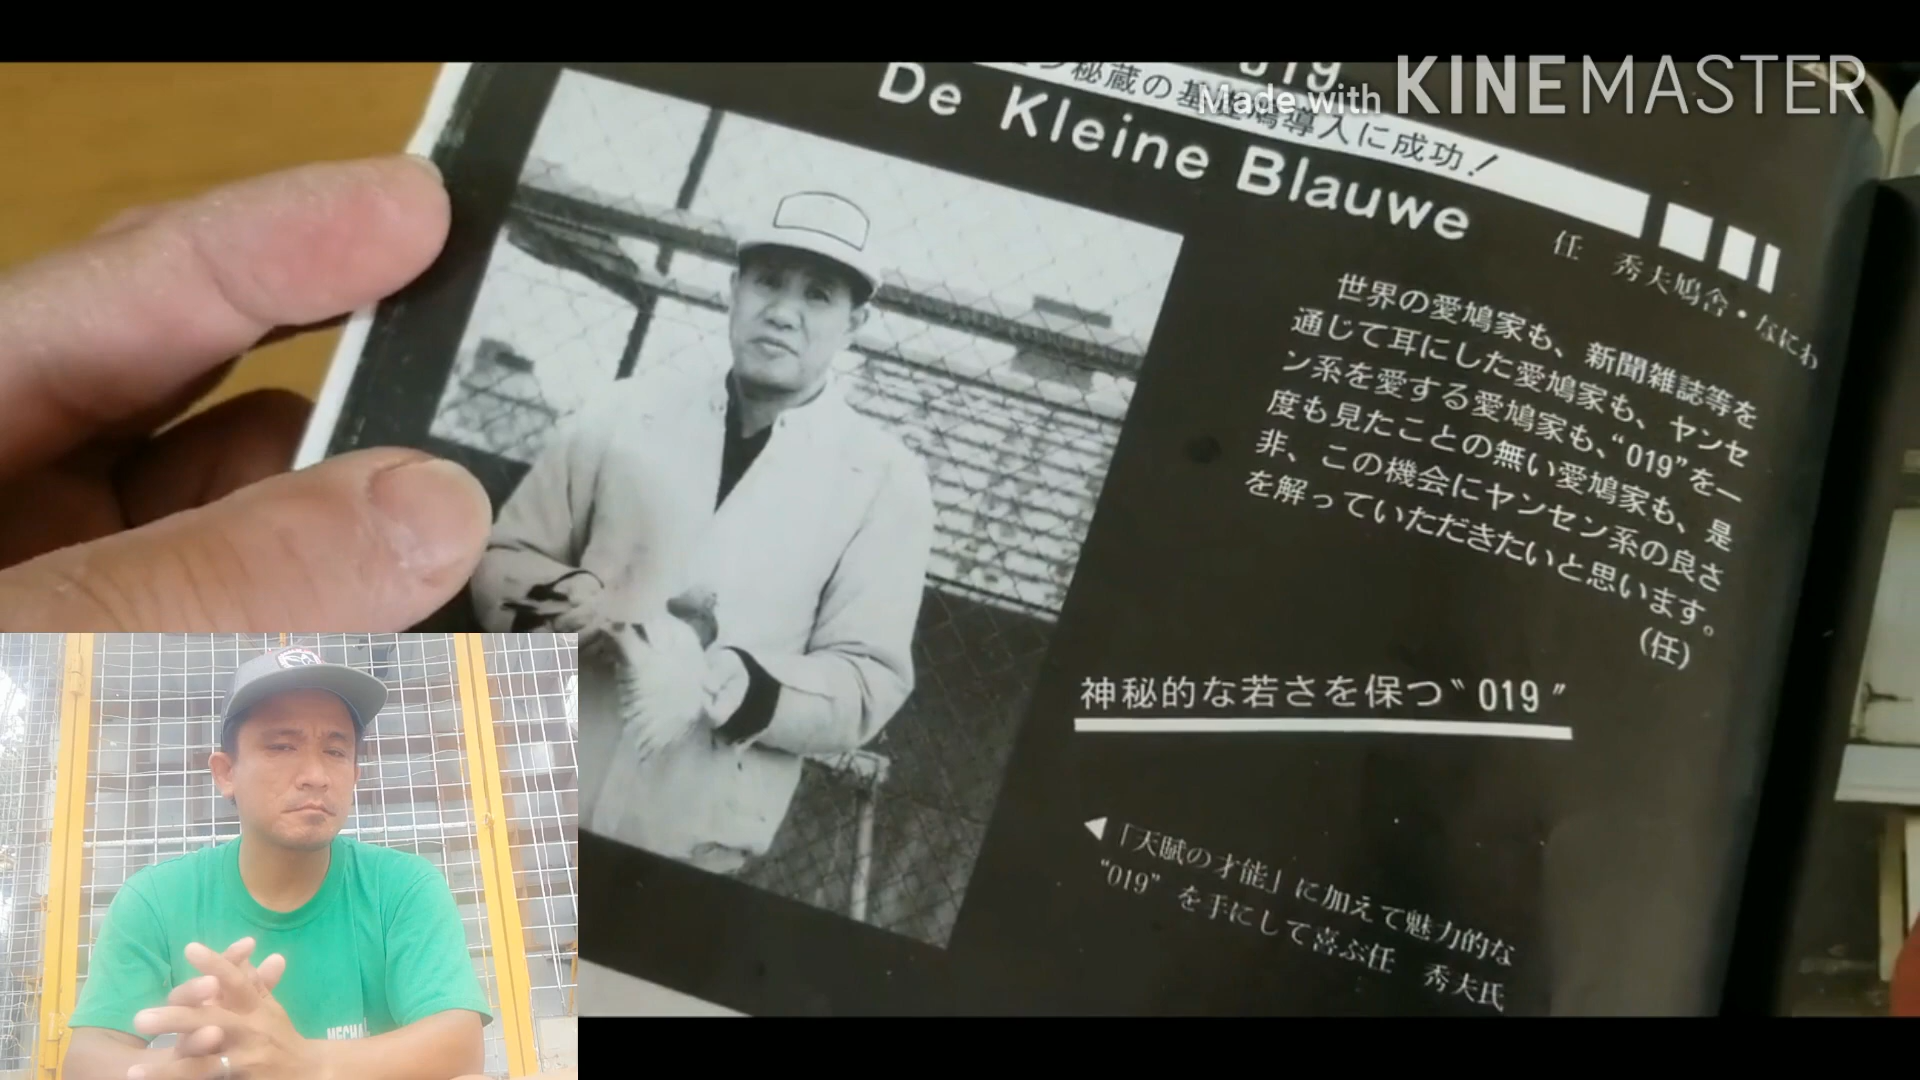 019
秘蔵の基礎鳩導入に成功！
Made with KINEMASTER
De Kleine Blauwe
任 秀夫鳩舎・なにわ
世界の愛鳩家も、新聞雑誌等を
通じて耳にした愛鳩家も、ヤンセ
ン系を愛する愛鳩家も、“019”を一
度も見たことの無い愛鳩家も、是
非、この機会にヤンセン系の良さ
を解っていただきたいと思います。
(任)
神秘的な若さを保つ〝019〟
◀「天賦の才能」に加えて魅力的な
“019”を手にして喜ぶ任 秀夫氏